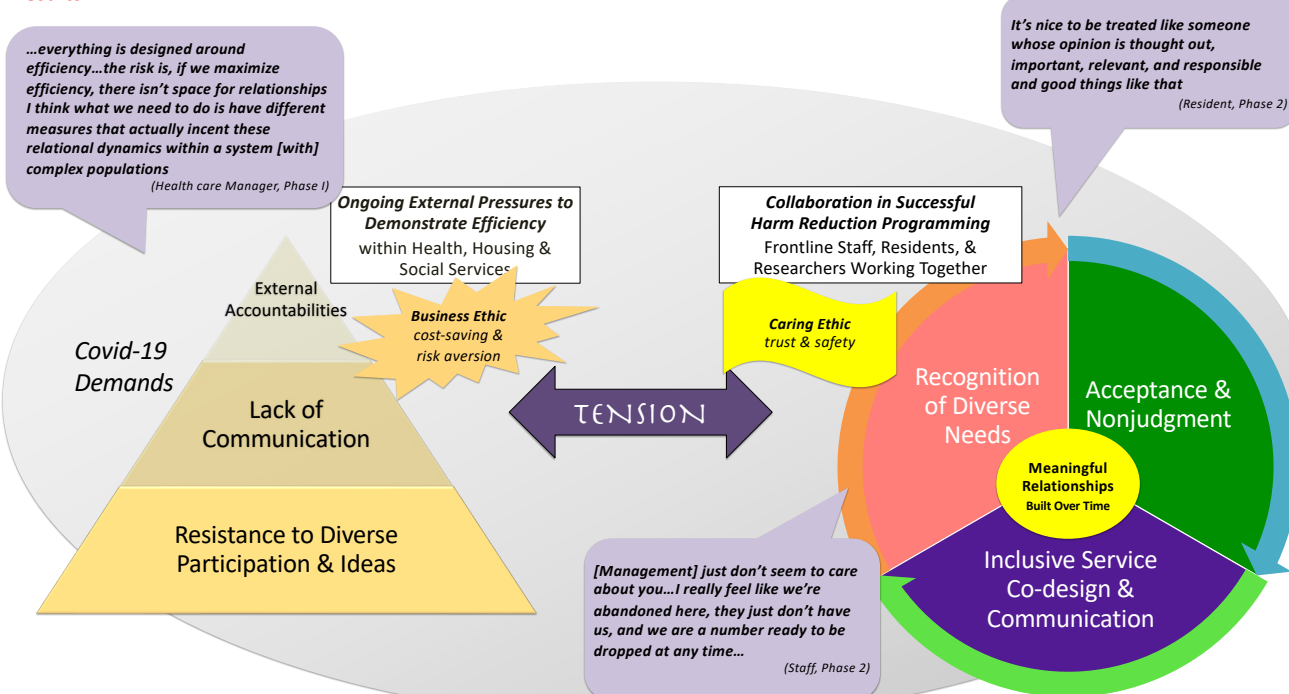 …everything is designed around
efficiency…the risk is, if we maximize
efficiency, there isn't space for relationships
I think what we need to do is have different
measures that actually incent these
relational dynamics within a system [with]
complex populations
(Health care Manager, Phase I)
It's nice to be treated like someone
whose opinion is thought out,
important, relevant, and responsible
and good things like that
(Resident, Phase 2)
Ongoing External Pressures to
Demonstrate Efficiency
within Health, Housing &
Social Services
Collaboration in Successful
Harm Reduction Programming
Frontline Staff, Residents, &
Researchers Working Together
External
Accountabilities
Business Ethic
cost-saving &
risk aversion
Caring Ethic
trust & safety
Covid-19
Demands
Lack of
Communication
TENSION
Recognition
of Diverse
Needs
Acceptance &
Nonjudgment
Meaningful
Relationships
Built Over Time
Resistance to Diverse
Participation & Ideas
Inclusive Service
Co-design &
Communication
[Management] just don't seem to care
about you…I really feel like we're
abandoned here, they just don't have
us, and we are a number ready to be
dropped at any time…
(Staff, Phase 2)